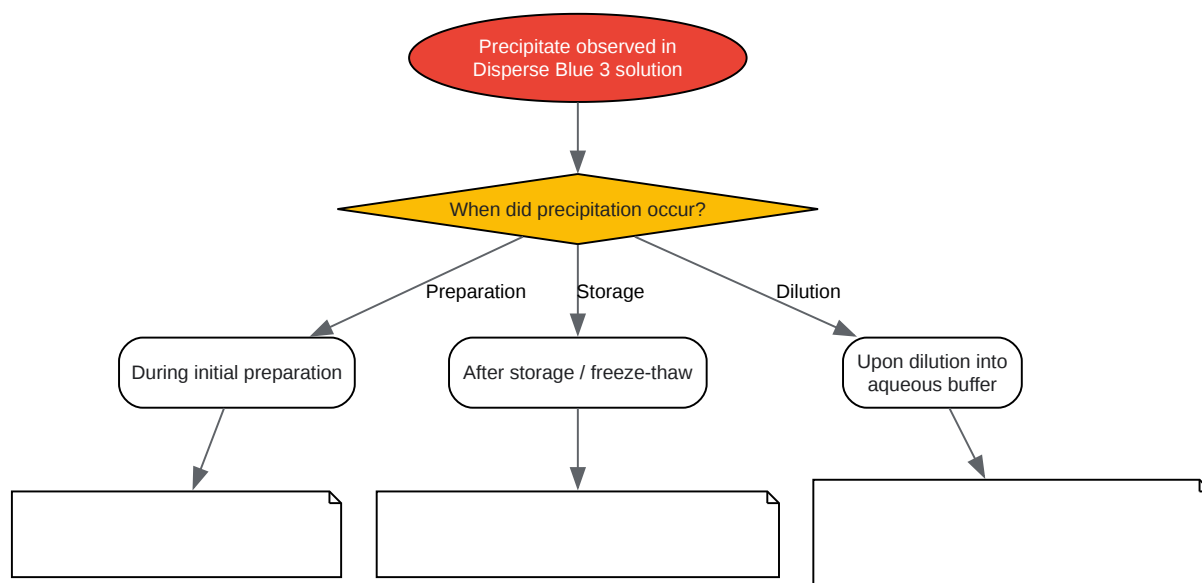 Precipitate observed in
Disperse Blue 3 solution
When did precipitation occur?
Preparation
Storage
Dilution
During initial preparation
After storage / freeze-thaw
Upon dilution into
aqueous buffer